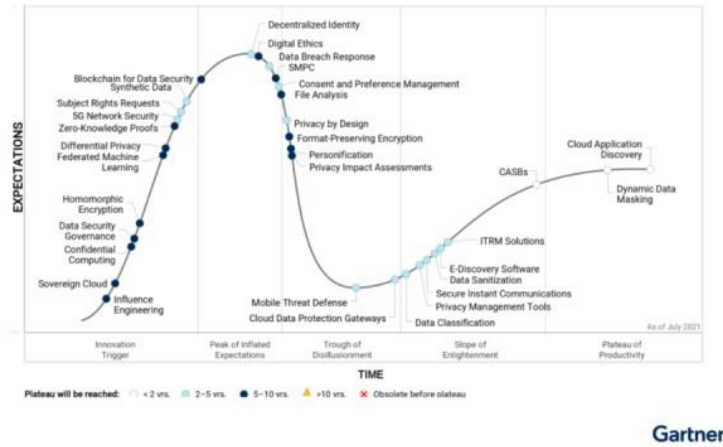 Decentralized Identity
Digital Ethics
Data Breach Response
SMPC
Consent and Preference Management
File Analysis
Blockchain for Data Security
Synthetic Data
Subject Rights Requests
5G Network Security
Zero-Knowledge Proofs
Differential Privacy
Federated Machine
Learning
Privacy by Design
Format-Preserving Encryption
Personification
Privacy Impact Assessments
Homomorphic
Encryption
Data Security
Governance
Confidential
Computing
Sovereign Cloud
Influence
Engineering
CASBs
Cloud Application
Discovery
Dynamic Data
Masking
ITRM Solutions
E-Discovery Software
Data Sanitization
Secure Instant Communications
Privacy Management Tools
Data Classification
Mobile Threat Defense
Cloud Data Protection Gateways
EXPECTATIONS
As of July 2021
Innovation
Trigger
Peak of Inflated
Expectations
Trough of
Disillusionment
Slope of
Enlightenment
Plateau of
Productivity
TIME
Plateau will be reached: < 2 yrs. 2–5 yrs. 5–10 yrs. >10 yrs. Obsolete before plateau
Gartner